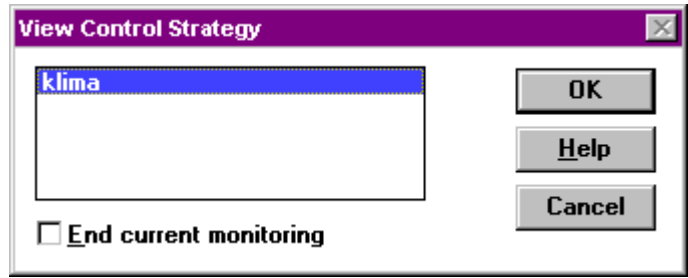 View Control Strategy
klima
OK
Help
Cancel
End current monitoring